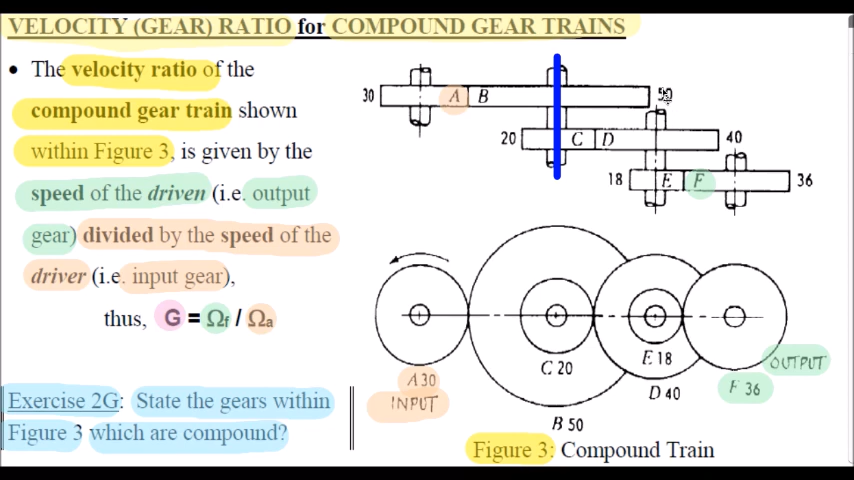 VELOCITY (GEAR) RATIO for COMPOUND GEAR TRAINS
• The velocity ratio of the
compound gear train shown
within Figure 3, is given by the
speed of the driven (i.e. output
gear) divided by the speed of the
driver (i.e. input gear),
thus, G = Ωf / Ωa
Exercise 2G: State the gears within
Figure 3 which are compound?
30 A B 50
20 C D 40
18 E F 36
A30
INPUT
C 20
E 18
D 40
B 50
OUTPUT
F 36
Figure 3: Compound Train